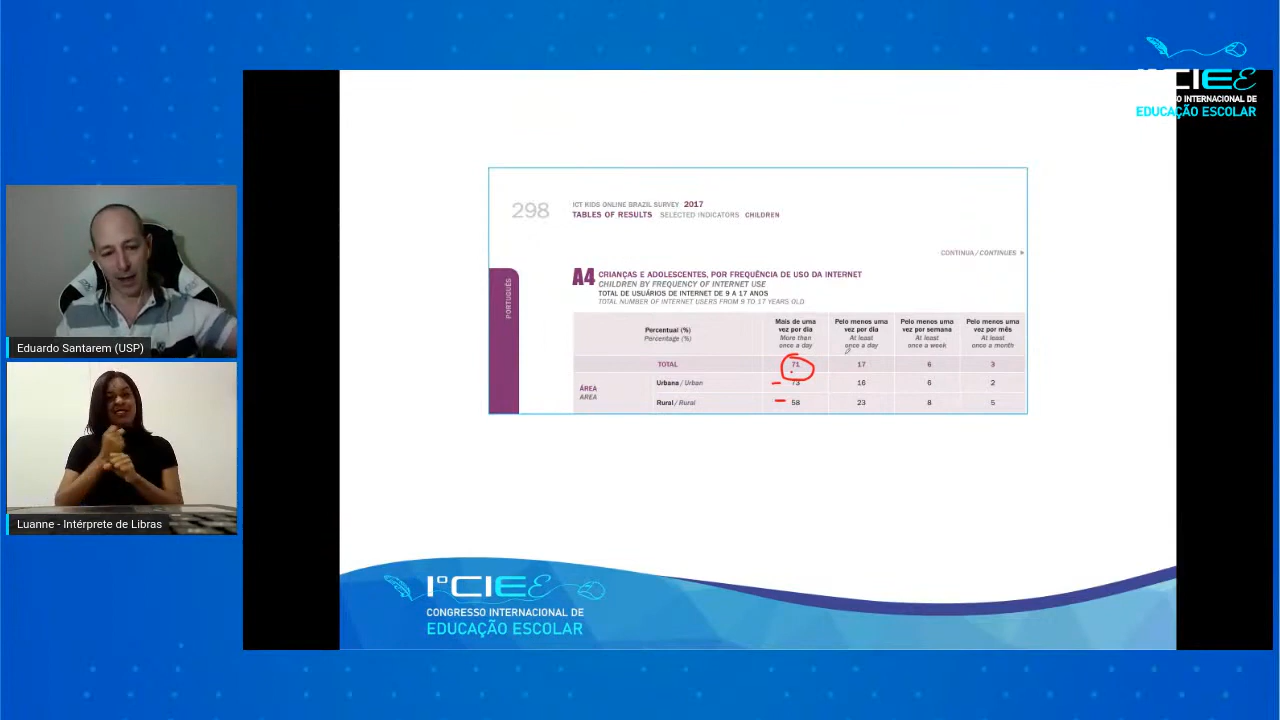 CIEE
O INTERNACIONAL DE
EDUCAÇÃO ESCOLAR
Eduardo Santarem (USP)
Luanne - Intérprete de Libras
298
ICT KIDS ONLINE BRAZIL SURVEY 2017
TABLES OF RESULTS SELECTED INDICATORS CHILDREN
CONTINUA / CONTINUES ►
PORTUGUÊS
A4 CRIANÇAS E ADOLESCENTES, POR FREQUÊNCIA DE USO DA INTERNET
CHILDREN BY FREQUENCY OF INTERNET USE
TOTAL DE USUÁRIOS DE INTERNET DE 9 A 17 ANOS
TOTAL NUMBER OF INTERNET USERS FROM 9 TO 17 YEARS OLD
Percentual (%)
Percentage (%)
Mais de uma
vez por dia
More than
once a day
Pelo menos uma
vez por dia
At least
once a day
Pelo menos uma
vez por semana
At least
once a week
Pelo menos uma
vez por mês
At least
once a month
TOTAL 71 17 6 3
ÁREA
AREA
Urbana / Urban 73 16 6 2
Rural / Rural 58 23 8 5
IºCIEE
CONGRESSO INTERNACIONAL DE
EDUCAÇÃO ESCOLAR